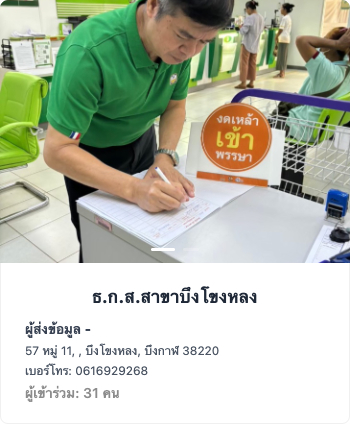 งดเหล้า
เข้า
พรรษา
ธ.ก.ส.สาขาบึงโขงหลง
ผู้ส่งข้อมูล -
57 หมู่ 11, , บึงโขงหลง, บึงกาฬ 38220
เบอร์โทร: 0616929268
ผู้เข้าร่วม: 31 คน